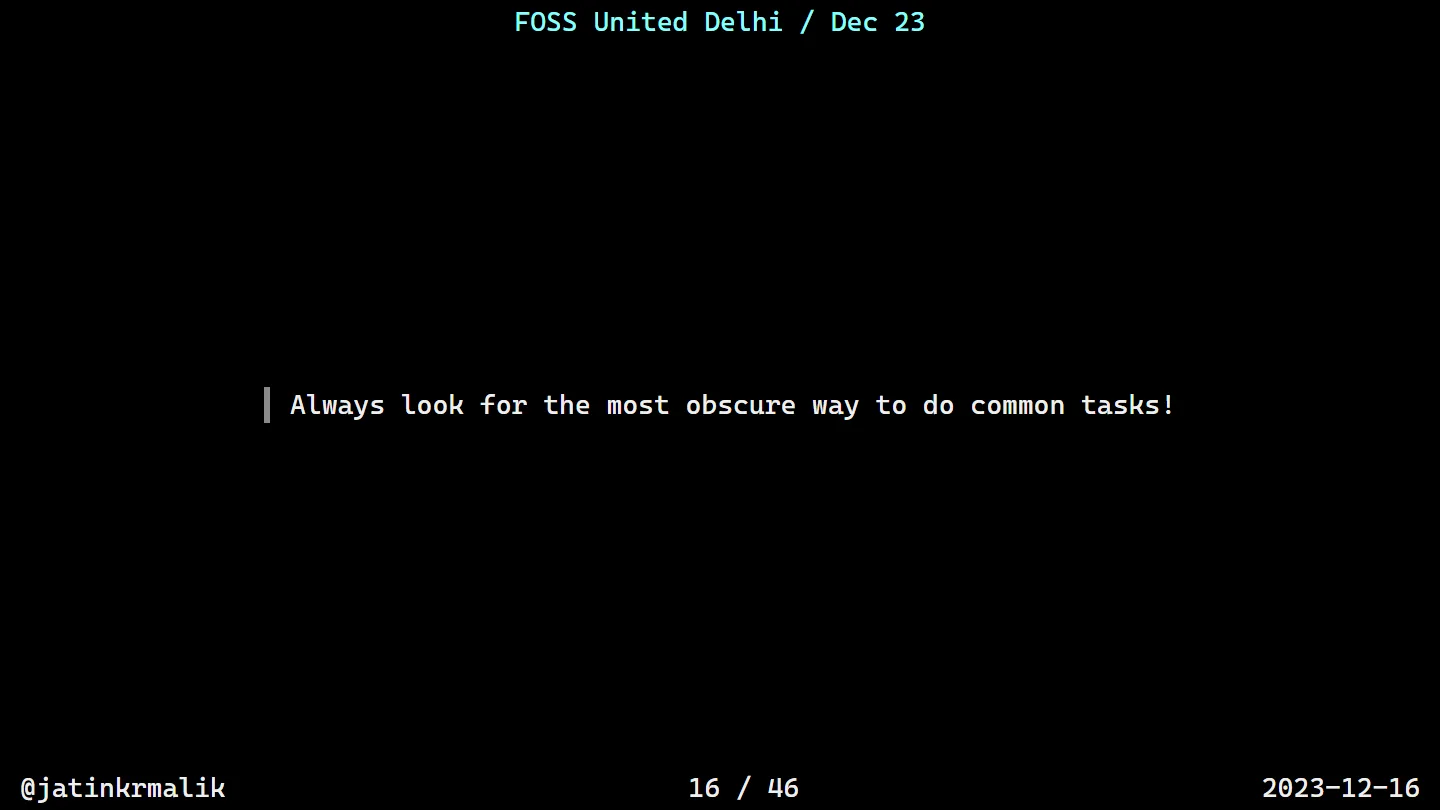 FOSS United Delhi / Dec 23
Always look for the most obscure way to do common tasks!
@jatinkrmalik
16 / 46
2023-12-16